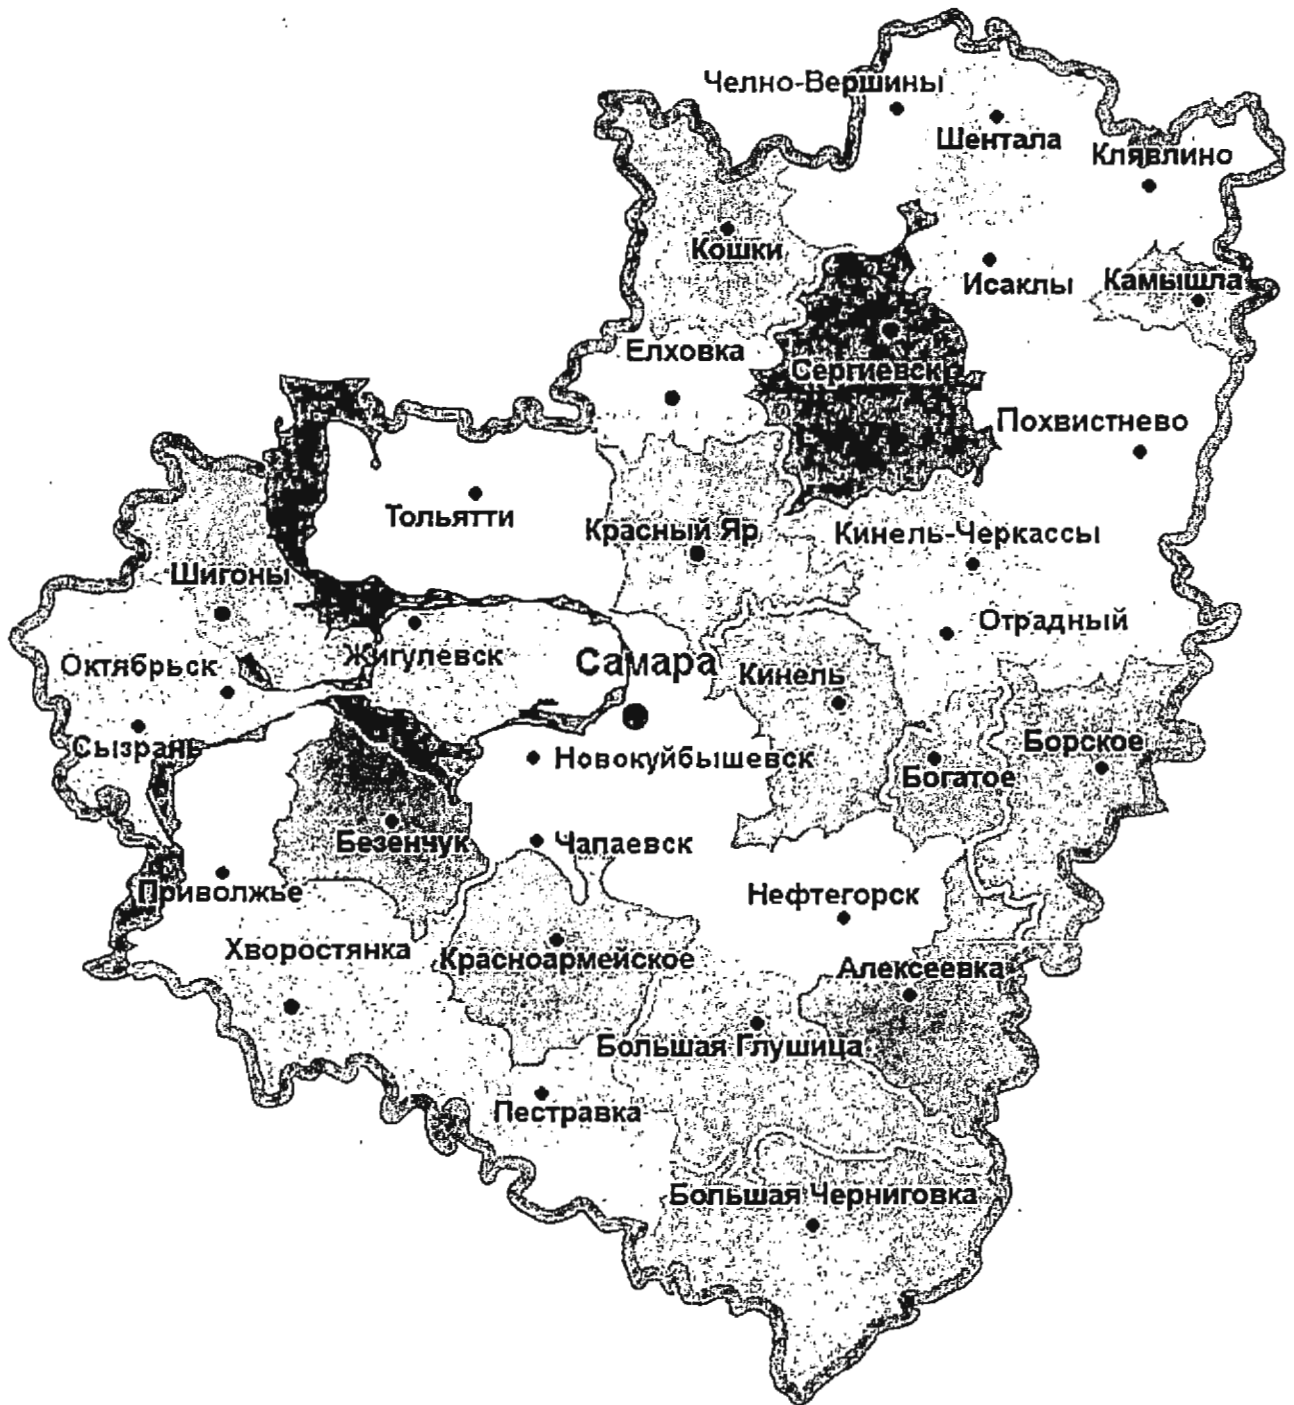 Челно-Вершины
Шентала
Клявлино
Кошки
Исаклы
Камышла
Елховка
Сергиевск
Похвистнево
Тольятти
Красный Яр
Кинель-Черкассы
Шигоны
Отрадный
Жигулевск
Самара
Октябрьск
Кинель
Сызрань
Борское
Новокуйбышевск
Богатое
Безенчук
Чапаевск
Приволжье
Нефтегорск
Хворостянка
Красноармейское
Алексеевка
Большая Глушица
Пестравка
Большая Черниговка